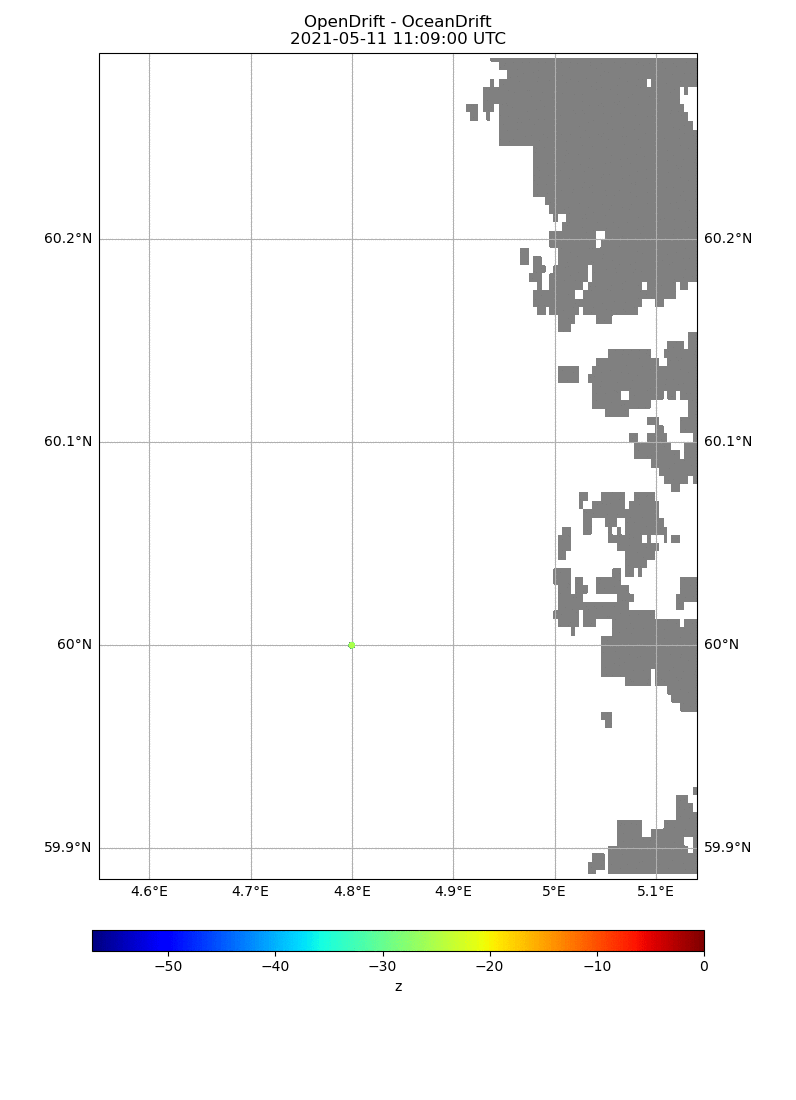 OpenDrift - OceanDrift
2021-05-11 11:09:00 UTC
60.2°N 60.2°N
60.1°N 60.1°N
60°N 60°N
59.9°N 59.9°N
4.6°E 4.7°E 4.8°E 4.9°E 5°E 5.1°E
−50 −40 −30 −20 −10 0
z